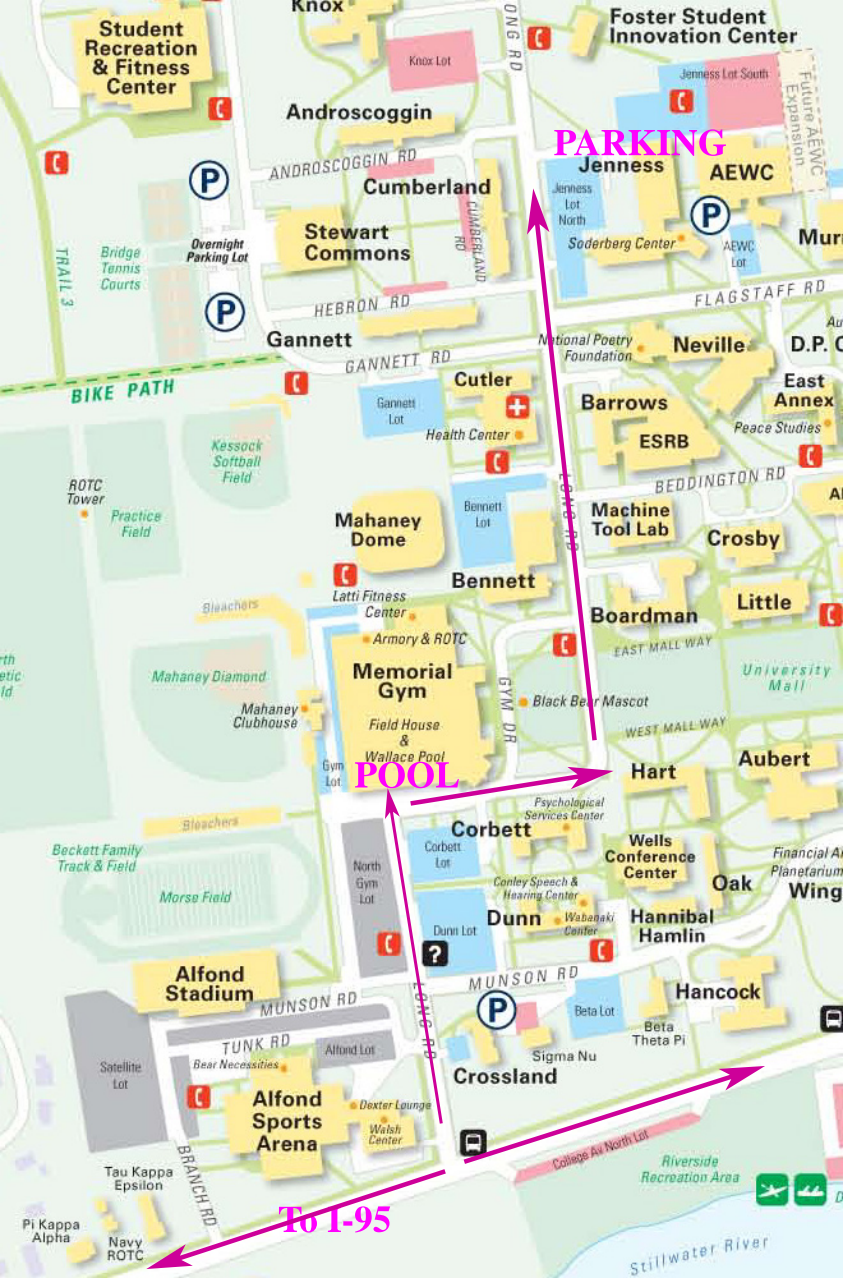 Knox
ONG RD
Foster Student
Innovation Center
Student
Recreation
& Fitness
Center
Knox Lot
Jenness Lot South
Future AEWC
Expansion
Androscoggin
PARKING
ANDROSCOGGIN RD
Jenness
AEWC
P
Cumberland
CUMBERLAND
RD
Jenness
Lot
North
P
Stewart
Commons
Overnight
Parking Lot
Soderberg Center
AEWC
Lot
TRAIL 3
Bridge
Tennis
Courts
HEBRON RD
FLAGSTAFF RD
P
Gannett
National Poetry
Foundation
Neville
D.P.
GANNETT RD
BIKE PATH
Cutler
East
Annex
Gannett
Lot
Barrows
Health Center
ESRB
Peace Studies
Kessock
Softball
Field
ROTC
Tower
BEDDINGTON RD
Practice
Field
Bennett
Lot
LONG RD
Machine
Tool Lab
Mahaney
Dome
Crosby
Bennett
Latti Fitness
Center
Bleachers
Boardman
Little
Armory & ROTC
EAST MALL WAY
Memorial
Gym
Mahaney Diamond
University
Mall
GYM DR
Black Bear Mascot
Mahaney
Clubhouse
Field House
&
Wallace Pool
WEST MALL WAY
Gym
Lot
POOL
Hart
Aubert
Psychological
Services Center
Bleachers
Corbett
Corbett
Lot
Wells
Conference
Center
Beckett Family
Track & Field
North
Gym
Lot
Financial
Planetarium
Wing
Morse Field
Conley Speech &
Hearing Center
Oak
Dunn
Wabanaki
Center
Hannibal
Hamlin
Dunn Lot
?
Alfond
Stadium
MUNSON RD
Hancock
MUNSON RD
LONG RD
P
Beta Lot
TUNK RD
Beta
Theta Pi
Alfond Lot
Sigma Nu
Satellite
Lot
Bear Necessities
Crossland
Alfond
Sports
Arena
Dexter Lounge
Walsh
Center
College Av North Lot
BRANCH RD
Riverside
Recreation Area
Tau Kappa
Epsilon
To I-95
Pi Kappa
Alpha
Navy
ROTC
Stillwater River